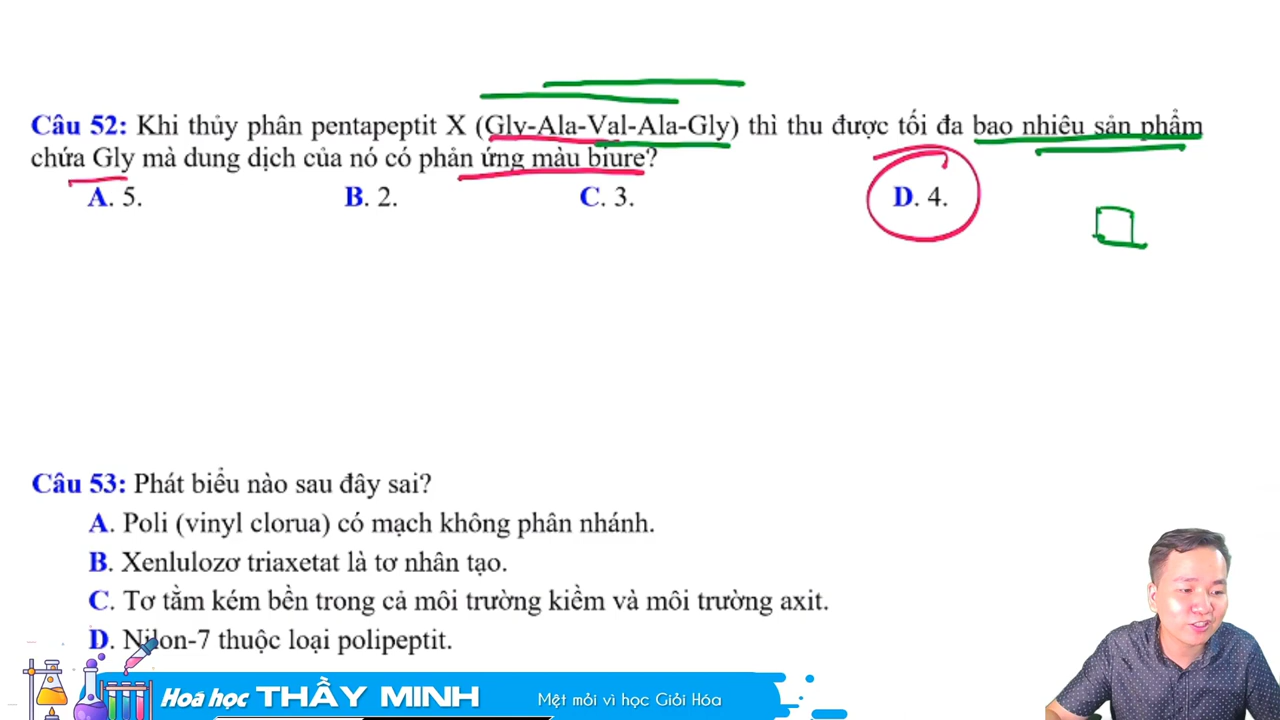 Câu 52: Khi thủy phân pentapeptit X (Gly-Ala-Val-Ala-Gly) thì thu được tối đa bao nhiêu sản phẩm
chứa Gly mà dung dịch của nó có phản ứng màu biure?
A. 5. B. 2. C. 3. D. 4.
Câu 53: Phát biểu nào sau đây sai?
A. Poli (vinyl clorua) có mạch không phân nhánh.
B. Xenlulozơ triaxetat là tơ nhân tạo.
C. Tơ tằm kém bền trong cả môi trường kiềm và môi trường axit.
D. Nilon-7 thuộc loại polipeptit.
Hoá học THẦY MINH Mệt mỏi vì học Giỏi Hóa